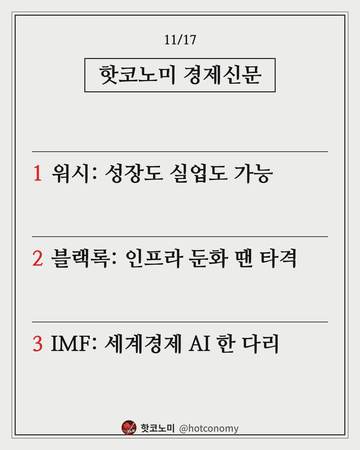 11/17
핫코노미 경제신문
1 워시: 성장도 실업도 가능
2 블랙록: 인프라 둔화 땐 타격
3 IMF: 세계경제 AI 한 다리
핫코노미 @hotconomy